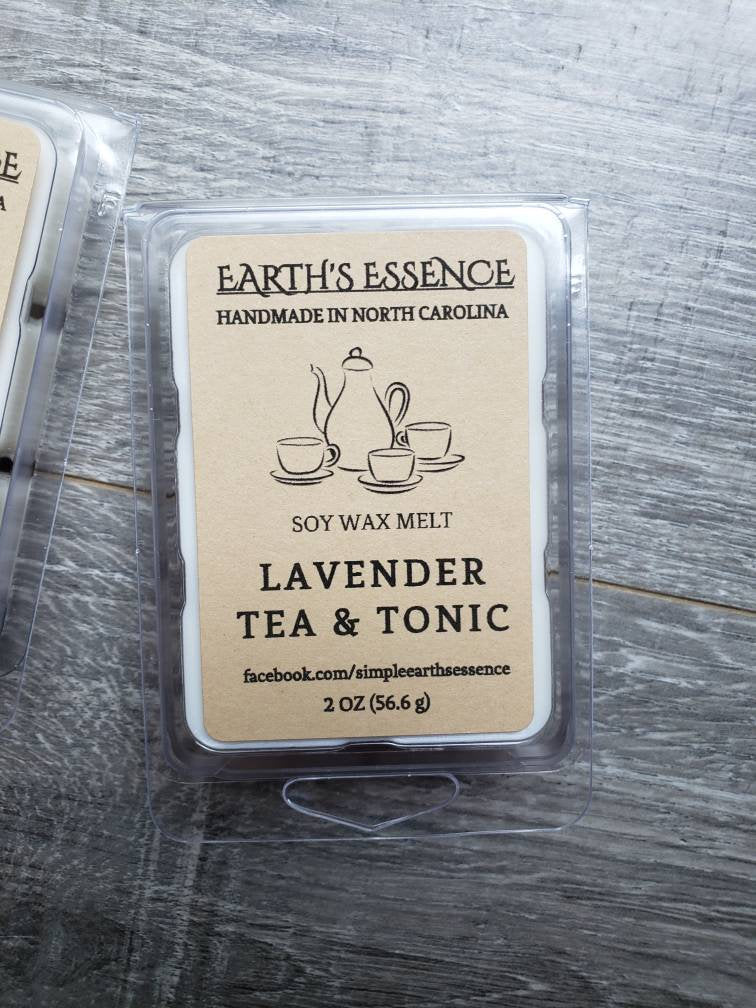 EARTH'S ESSENCE
HANDMADE IN NORTH CAROLINA
SOY WAX MELT
LAVENDER
TEA & TONIC
facebook.com/simpleearthsessence
2 OZ (56.6 g)